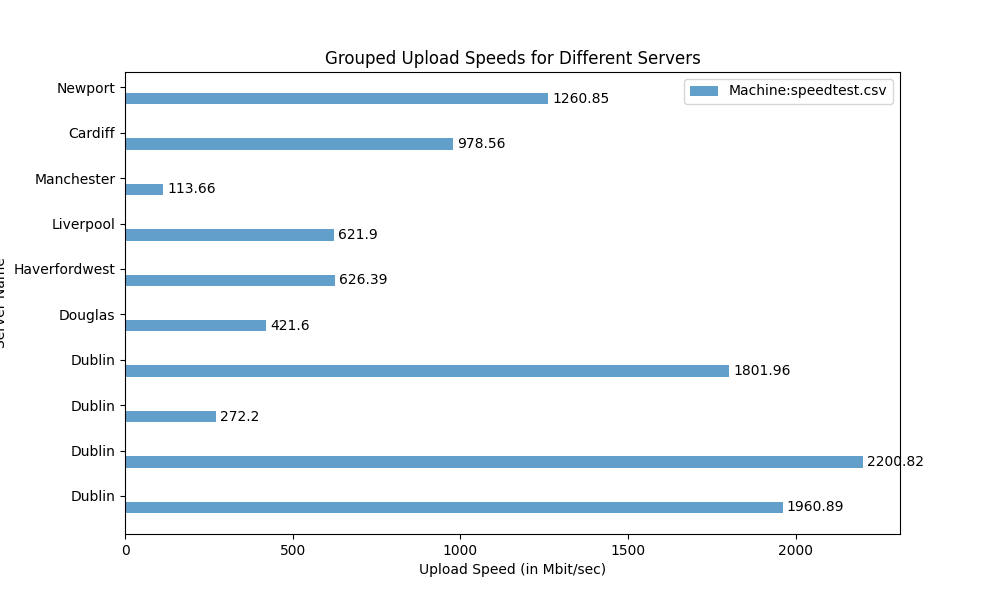 Grouped Upload Speeds for Different Servers
Machine:speedtest.csv
Newport 1260.85
Cardiff 978.56
Manchester 113.66
Liverpool 621.9
Haverfordwest 626.39
Douglas 421.6
Dublin 1801.96
Dublin 272.2
Dublin 2200.82
Dublin 1960.89
Server Name
0 500 1000 1500 2000
Upload Speed (in Mbit/sec)